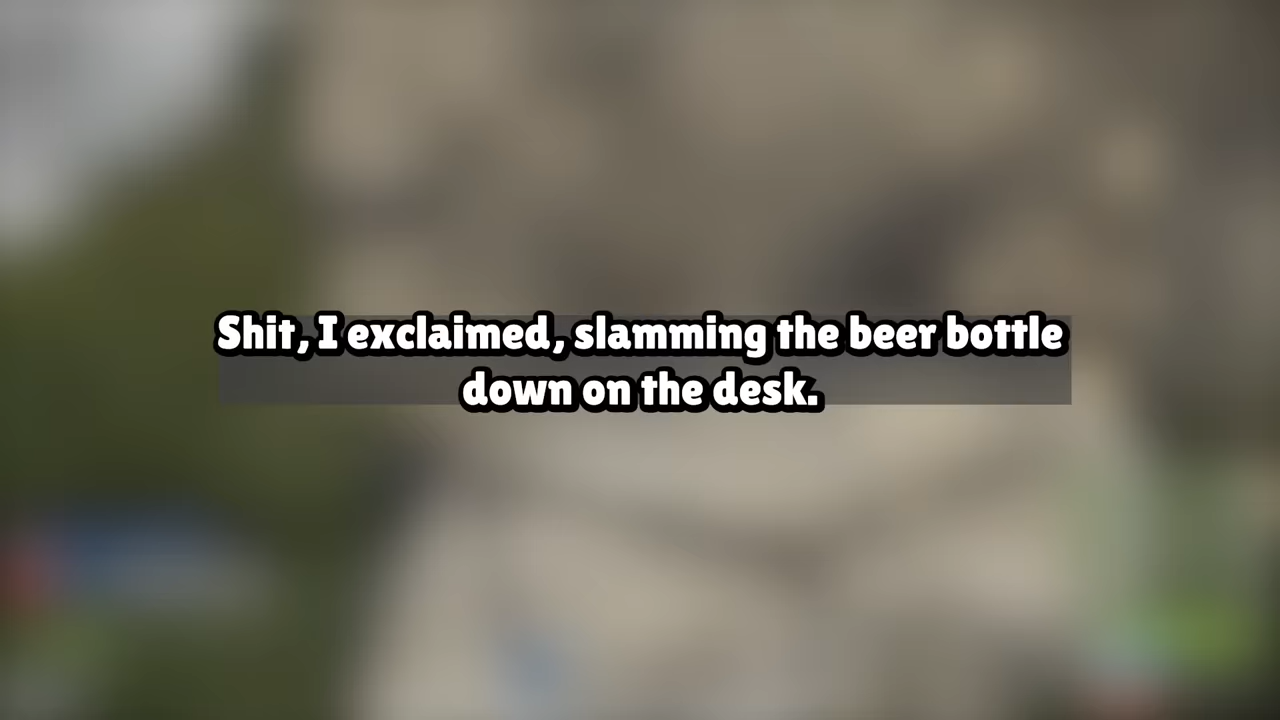 Shit, I exclaimed, slamming the beer bottle
down on the desk.